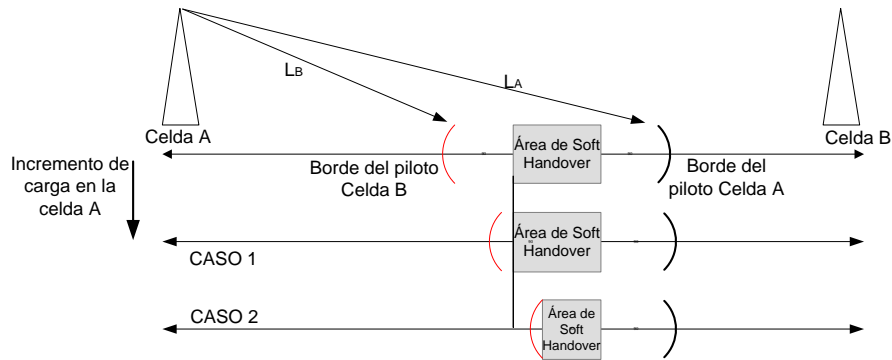 LB
LA
Celda A
Celda B
Área de Soft
Handover
Incremento de
carga en la
celda A
Borde del piloto
Celda B
Borde del
piloto Celda A
Área de Soft
Handover
CASO 1
CASO 2
Área de
Soft
Handover